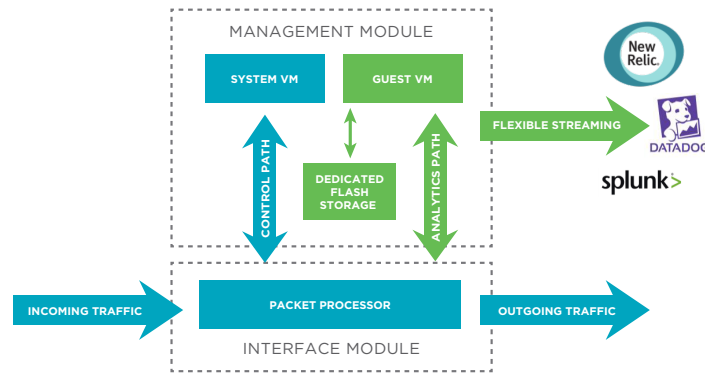 MANAGEMENT MODULE
SYSTEM VM
GUEST VM
New
Relic.
CONTROL PATH
DEDICATED
FLASH
STORAGE
ANALYTICS PATH
FLEXIBLE STREAMING
DATADOG
splunk>
INCOMING TRAFFIC
PACKET PROCESSOR
OUTGOING TRAFFIC
INTERFACE MODULE